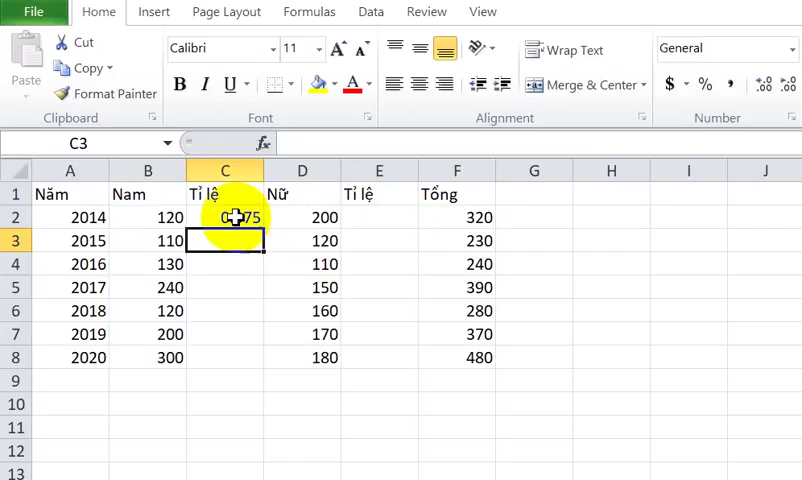 File Home Insert Page Layout Formulas Data Review View
Cut
Copy
Format Painter
Paste
Calibri 11 A A
B I U A
Wrap Text
Merge & Center
General
$ % , .00
Clipboard Font Alignment Number
C3 fx
A B C D E F G H I J
1 Năm Nam Tỉ lệ Nữ Tỉ lệ Tổng
2 2014 120 200 320
3 2015 110 120 230
4 2016 130 110 240
5 2017 240 150 390
6 2018 120 160 280
7 2019 200 170 370
8 2020 300 180 480
9
10
11
12
13